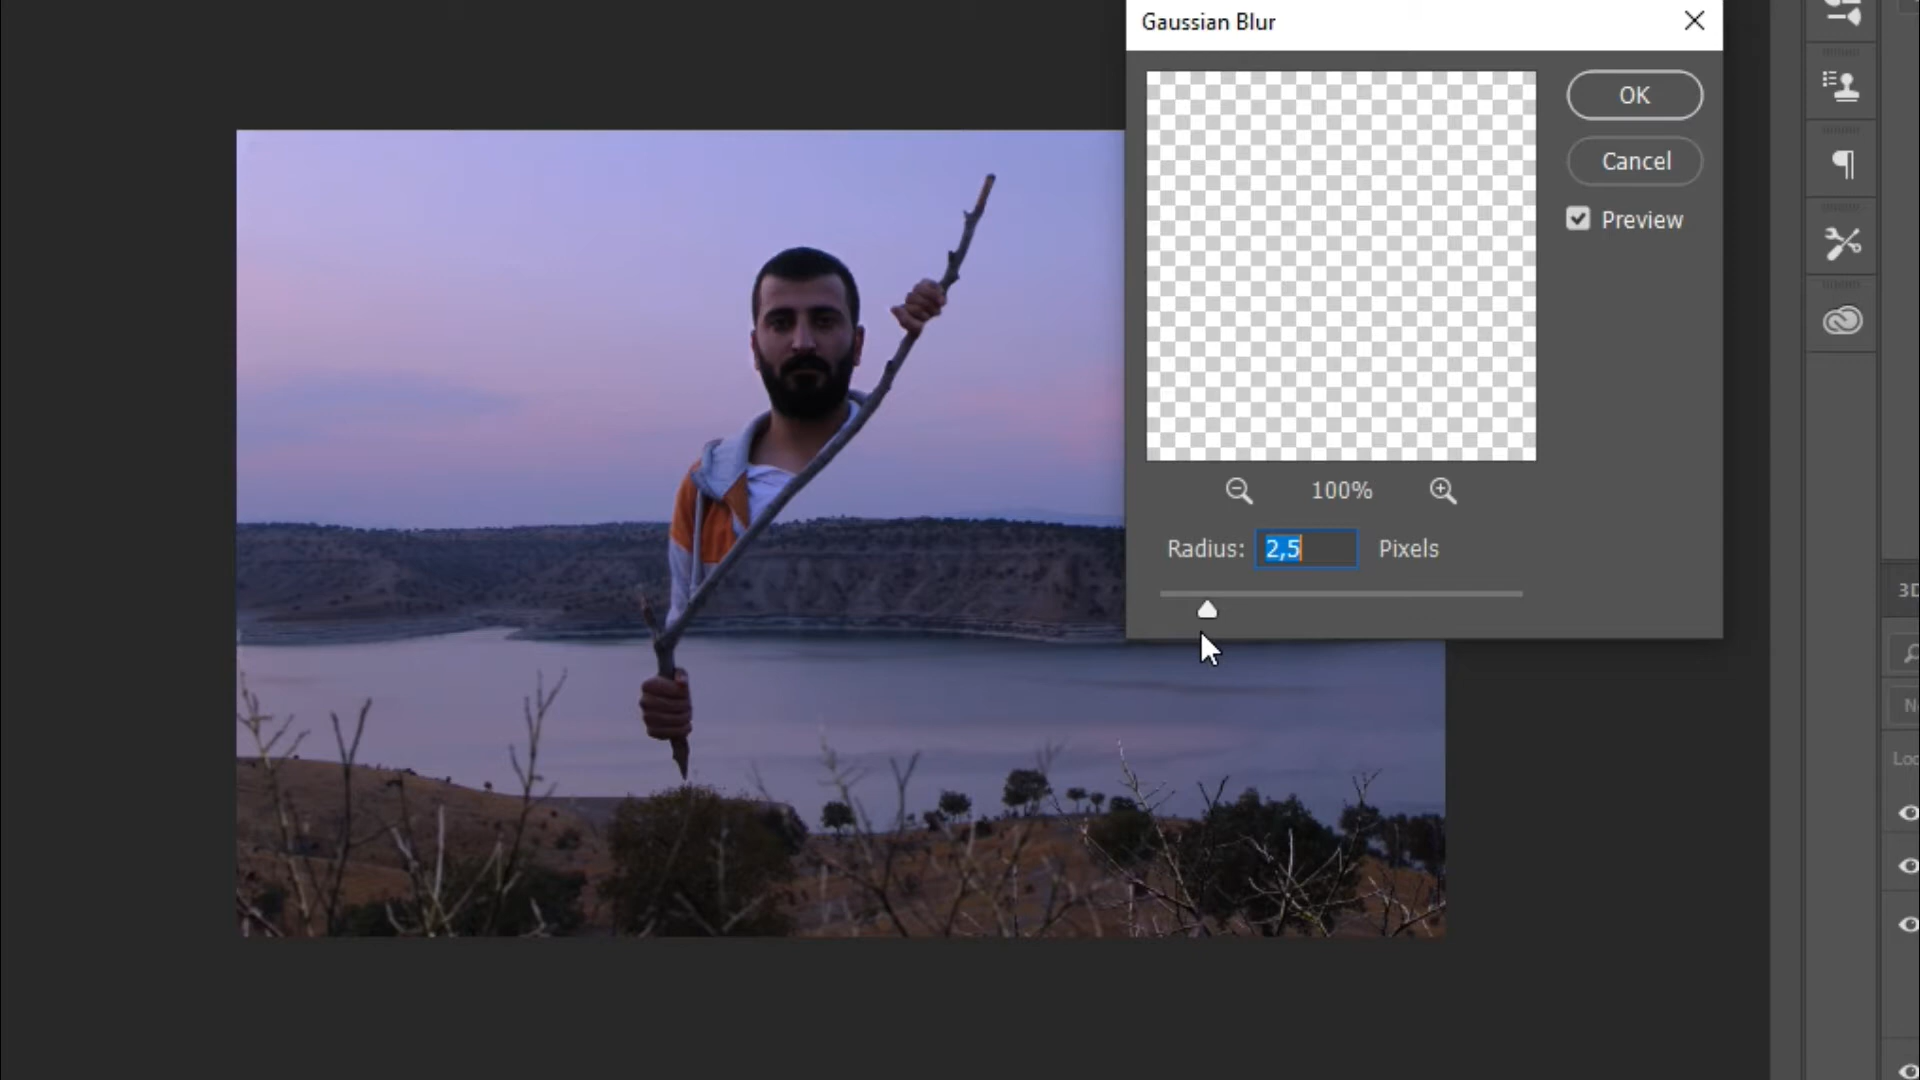 Gaussian Blur
OK
Cancel
Preview
100%
Radius: 2,5 Pixels
3D